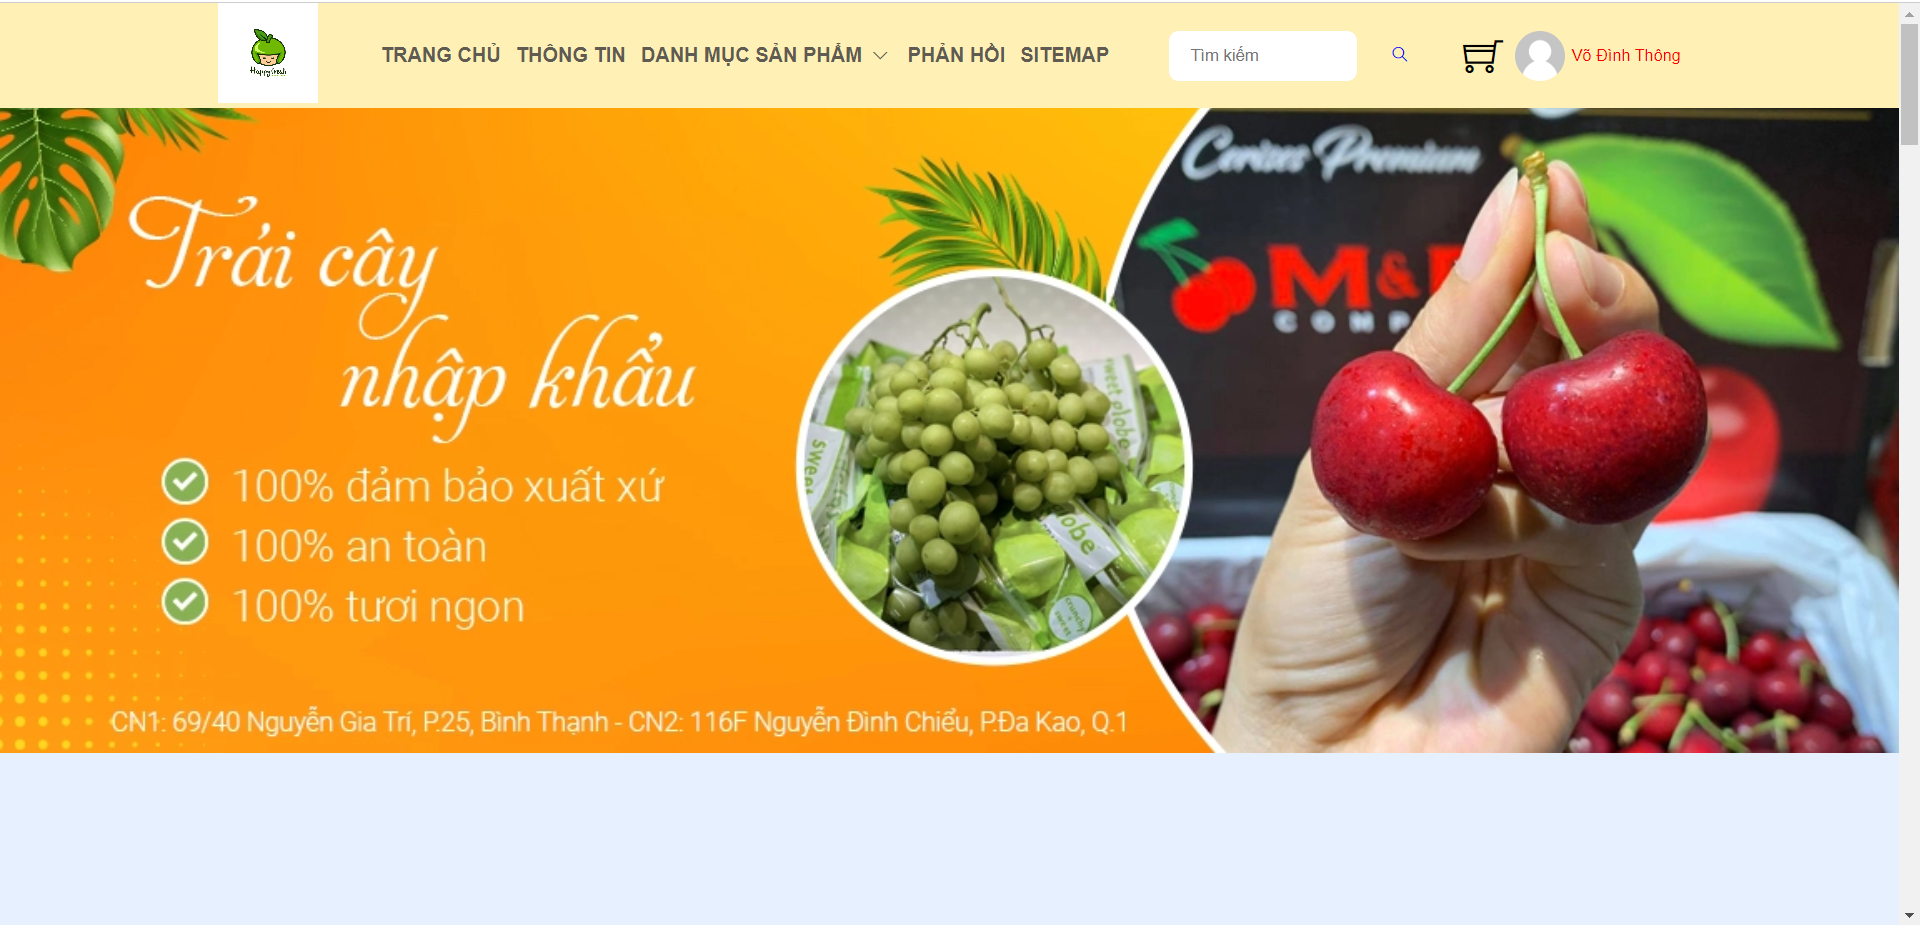 Happy Fresh
TRANG CHỦ THÔNG TIN DANH MỤC SẢN PHẨM PHẢN HỒI SITEMAP
Tìm kiếm
Võ Đình Thông
Trái cây
nhập khẩu
100% đảm bảo xuất xứ
100% an toàn
100% tươi ngon
CN1: 69/40 Nguyễn Gia Trí, P.25, Bình Thạnh - CN2: 116F Nguyễn Đình Chiểu, P.Đa Kao, Q.1
Cerises Premium
M&
sweet globe